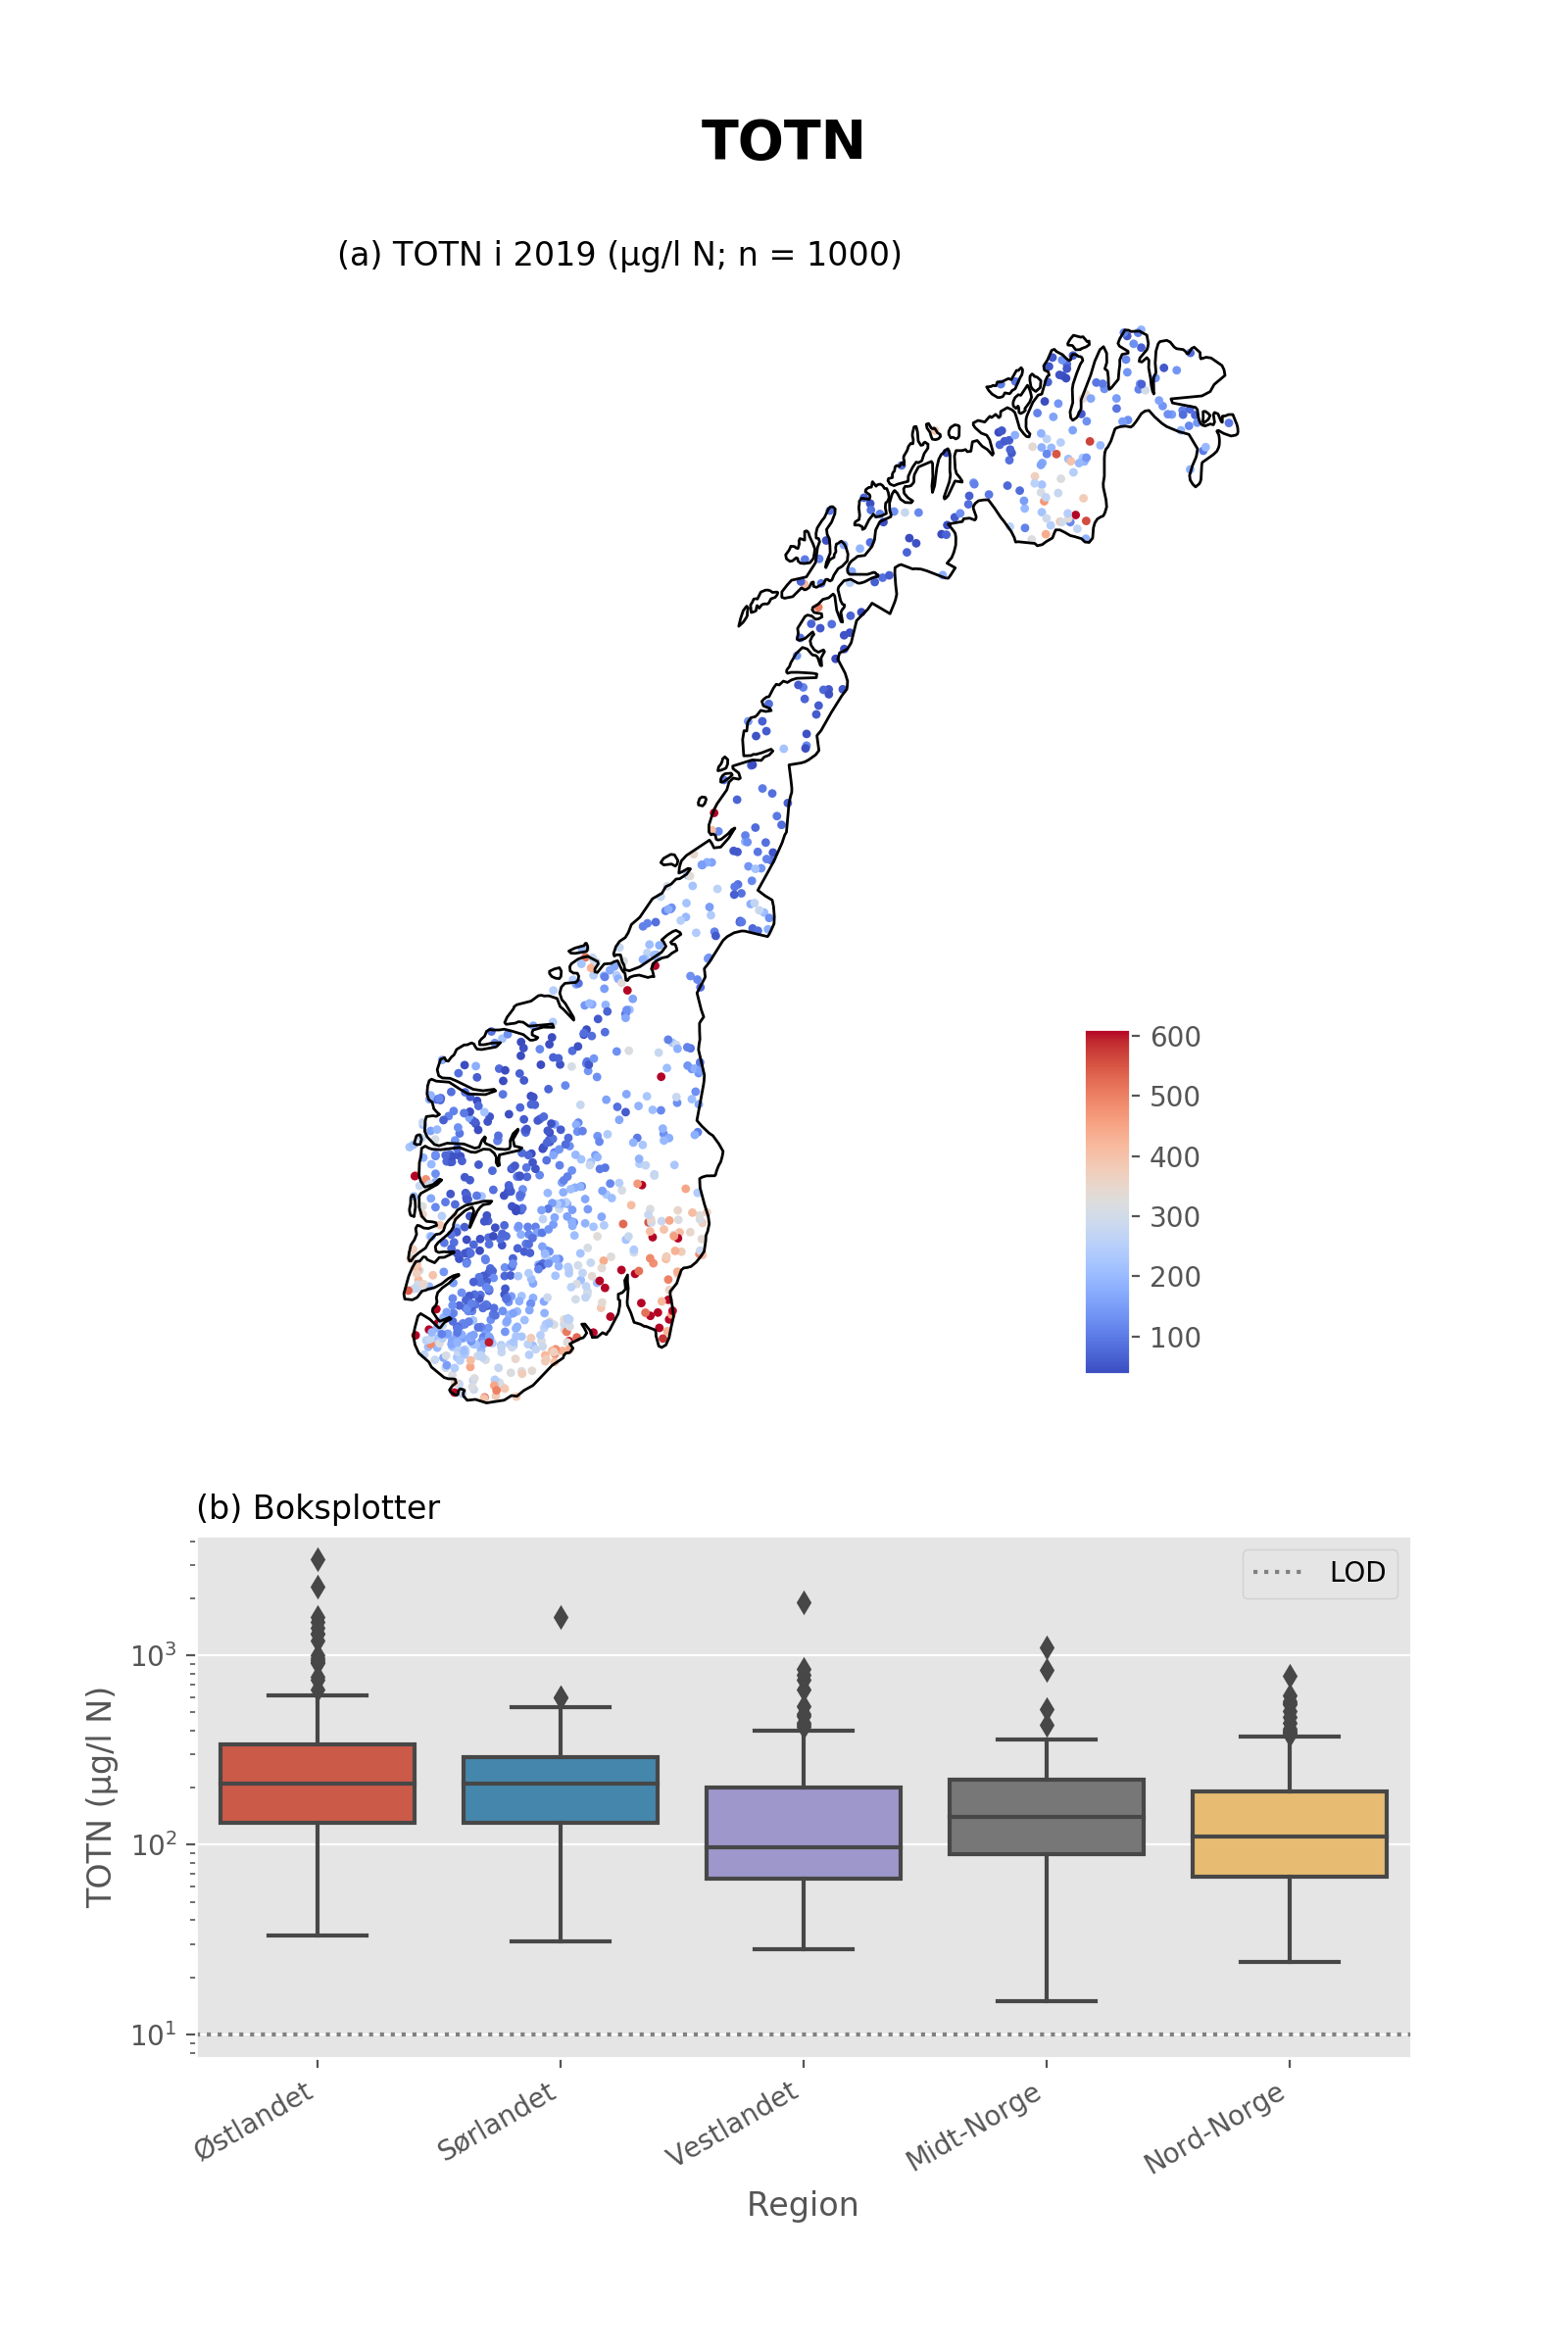 TOTN
(a) TOTN i 2019 (µg/l N; n = 1000)
600
500
400
300
200
100
(b) Boksplotter
LOD
10³
10²
10¹
TOTN (µg/l N)
Østlandet
Sørlandet
Vestlandet
Midt-Norge
Nord-Norge
Region